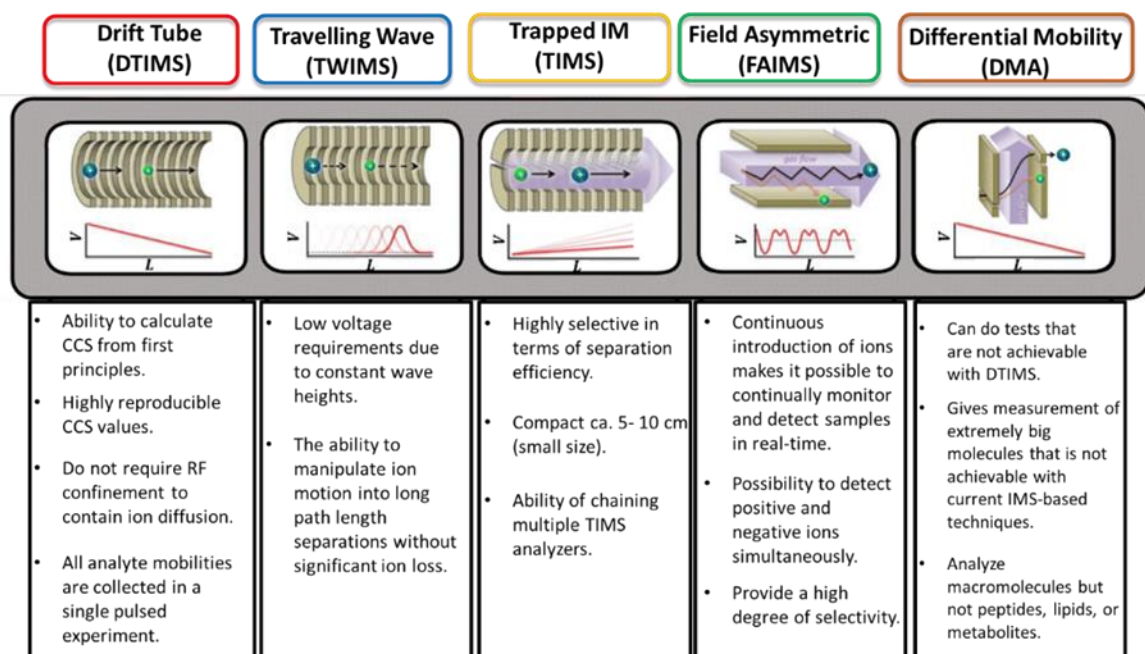 Drift Tube
(DTIMS)
Travelling Wave
(TWIMS)
Trapped IM
(TIMS)
Field Asymmetric
(FAIMS)
Differential Mobility
(DMA)
V
L
V
L
V
L
gas flow
V
L
V
L
• Ability to calculate
CCS from first
principles.
• Highly reproducible
CCS values.
• Do not require RF
confinement to
contain ion diffusion.
• All analyte mobilities
are collected in a
single pulsed
experiment.
• Low voltage
requirements due
to constant wave
heights.
• The ability to
manipulate ion
motion into long
path length
separations without
significant ion loss.
• Highly selective in
terms of separation
efficiency.
• Compact ca. 5- 10 cm
(small size).
• Ability of chaining
multiple TIMS
analyzers.
• Continuous
introduction of ions
makes it possible to
continually monitor
and detect samples
in real-time.
• Possibility to detect
positive and
negative ions
simultaneously.
• Provide a high
degree of selectivity.
• Can do tests that
are not achievable
with DTIMS.
• Gives measurement of
extremely big
molecules that is not
achievable with
current IMS-based
techniques.
• Analyze
macromolecules but
not peptides, lipids, or
metabolites.